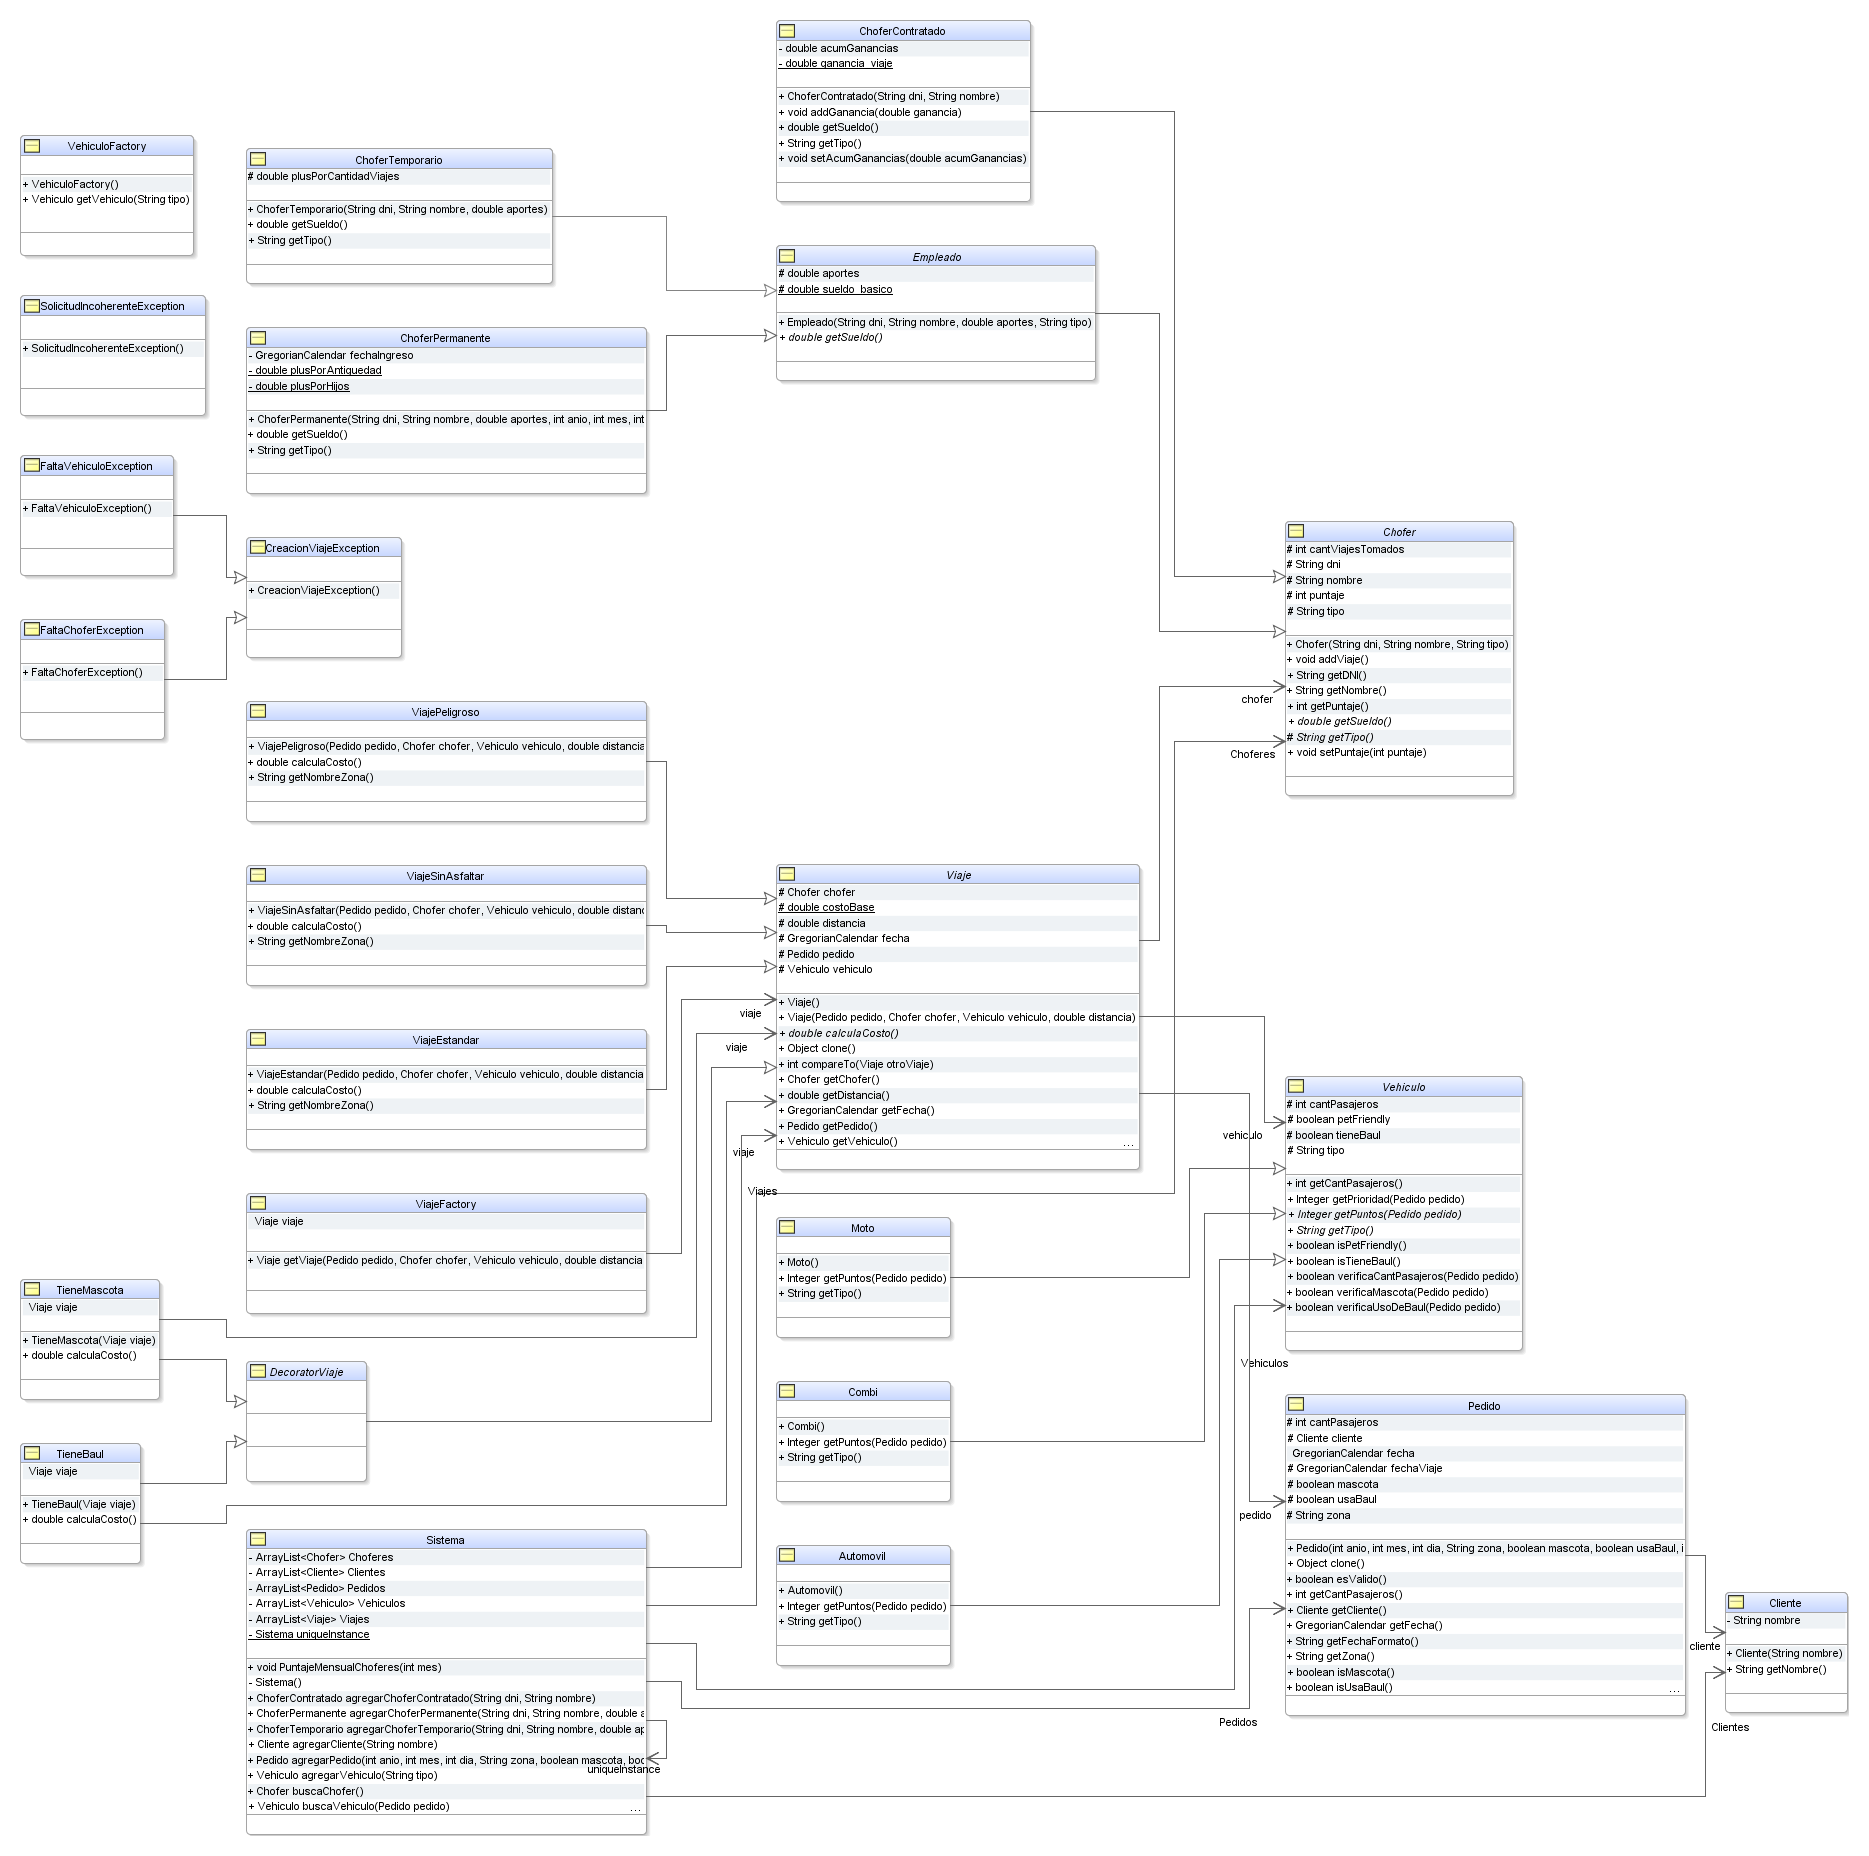 ChoferContratado
- double acumGanancias
- double ganancia_viaje
+ ChoferContratado(String dni, String nombre)
+ void addGanancia(double ganancia)
+ double getSueldo()
+ String getTipo()
+ void setAcumGanancias(double acumGanancias)
VehiculoFactory
+ VehiculoFactory()
+ Vehiculo getVehiculo(String tipo)
ChoferTemporario
# double plusPorCantidadViajes
+ ChoferTemporario(String dni, String nombre, double aportes)
+ double getSueldo()
+ String getTipo()
Empleado
# double aportes
# double sueldo_basico
+ Empleado(String dni, String nombre, double aportes, String tipo)
+ double getSueldo()
SolicitudIncoherenteException
+ SolicitudIncoherenteException()
ChoferPermanente
- GregorianCalendar fechaIngreso
- double plusPorAntiquedad
- double plusPorHijos
+ ChoferPermanente(String dni, String nombre, double aportes, int anio, int mes, int
+ double getSueldo()
+ String getTipo()
FaltaVehiculoException
+ FaltaVehiculoException()
CreacionViajeException
+ CreacionViajeException()
FaltaChoferException
+ FaltaChoferException()
Chofer
# int cantViajesTomados
# String dni
# String nombre
# int puntaje
# String tipo
+ Chofer(String dni, String nombre, String tipo)
+ void addViaje()
+ String getDNI()
+ String getNombre()
+ int getPuntaje()
+ double getSueldo()
# String getTipo()
+ void setPuntaje(int puntaje)
chofer
Choferes
ViajePeligroso
+ ViajePeligroso(Pedido pedido, Chofer chofer, Vehiculo vehiculo, double distancia
+ double calculaCosto()
+ String getNombreZona()
ViajeSinAsfaltar
+ ViajeSinAsfaltar(Pedido pedido, Chofer chofer, Vehiculo vehiculo, double distanc
+ double calculaCosto()
+ String getNombreZona()
Viaje
# Chofer chofer
# double costoBase
# double distancia
# GregorianCalendar fecha
# Pedido pedido
# Vehiculo vehiculo
+ Viaje()
+ Viaje(Pedido pedido, Chofer chofer, Vehiculo vehiculo, double distancia)
+ double calculaCosto()
+ Object clone()
+ int compareTo(Viaje otroViaje)
+ Chofer getChofer()
+ double getDistancia()
+ GregorianCalendar getFecha()
+ Pedido getPedido()
+ Vehiculo getVehiculo()
...
viaje
viaje
viaje
Viajes
ViajeEstandar
+ ViajeEstandar(Pedido pedido, Chofer chofer, Vehiculo vehiculo, double distancia
+ double calculaCosto()
+ String getNombreZona()
Vehiculo
# int cantPasajeros
# boolean petFriendly
# boolean tieneBaul
# String tipo
+ int getCantPasajeros()
+ Integer getPrioridad(Pedido pedido)
+ Integer getPuntos(Pedido pedido)
+ String getTipo()
+ boolean isPetFriendly()
+ boolean isTieneBaul()
+ boolean verificaCantPasajeros(Pedido pedido)
+ boolean verificaMascota(Pedido pedido)
+ boolean verificaUsoDeBaul(Pedido pedido)
vehiculo
Vehiculos
ViajeFactory
Viaje viaje
+ Viaje getViaje(Pedido pedido, Chofer chofer, Vehiculo vehiculo, double distancia
Moto
+ Moto()
+ Integer getPuntos(Pedido pedido)
+ String getTipo()
TieneMascota
Viaje viaje
+ TieneMascota(Viaje viaje)
+ double calculaCosto()
DecoratorViaje
Combi
+ Combi()
+ Integer getPuntos(Pedido pedido)
+ String getTipo()
TieneBaul
Viaje viaje
+ TieneBaul(Viaje viaje)
+ double calculaCosto()
Pedido
# int cantPasajeros
# Cliente cliente
GregorianCalendar fecha
# GregorianCalendar fechaViaje
# boolean mascota
# boolean usaBaul
# String zona
+ Pedido(int anio, int mes, int dia, String zona, boolean mascota, boolean usaBaul, i
+ Object clone()
+ boolean esValido()
+ int getCantPasajeros()
+ Cliente getCliente()
+ GregorianCalendar getFecha()
+ String getFechaFormato()
+ String getZona()
+ boolean isMascota()
+ boolean isUsaBaul()
...
pedido
Pedidos
Sistema
- ArrayList<Chofer> Choferes
- ArrayList<Cliente> Clientes
- ArrayList<Pedido> Pedidos
- ArrayList<Vehiculo> Vehiculos
- ArrayList<Viaje> Viajes
- Sistema uniqueInstance
+ void PuntajeMensualChoferes(int mes)
- Sistema()
+ ChoferContratado agregarChoferContratado(String dni, String nombre)
+ ChoferPermanente agregarChoferPermanente(String dni, String nombre, double a
+ ChoferTemporario agregarChoferTemporario(String dni, String nombre, double ap
+ Cliente agregarCliente(String nombre)
+ Pedido agregarPedido(int anio, int mes, int dia, String zona, boolean mascota, boo
+ Vehiculo agregarVehiculo(String tipo)
+ Chofer buscaChofer()
+ Vehiculo buscaVehiculo(Pedido pedido)
...
uniqueInstance
Automovil
+ Automovil()
+ Integer getPuntos(Pedido pedido)
+ String getTipo()
Cliente
- String nombre
+ Cliente(String nombre)
+ String getNombre()
cliente
Clientes